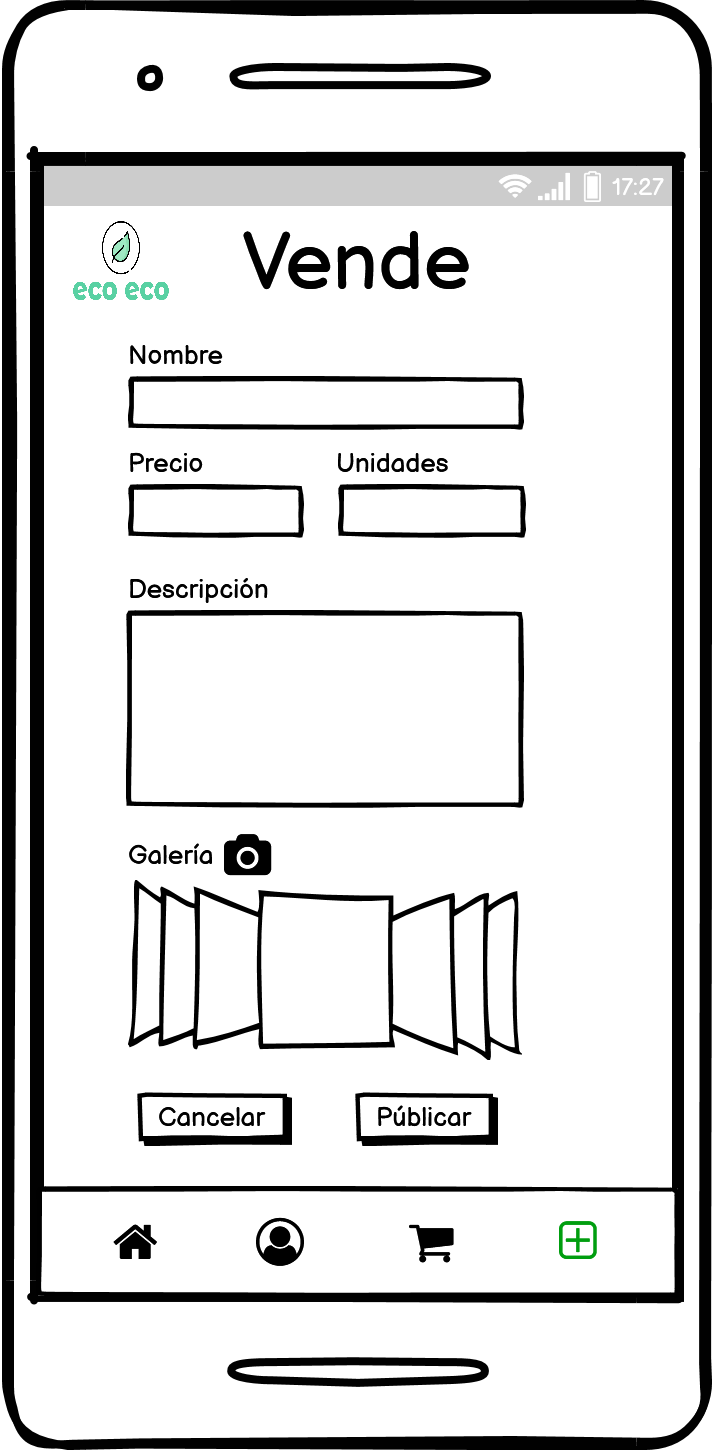 17:27
eco eco
Vende
Nombre
Precio Unidades
Descripción
Galería
Cancelar Públicar